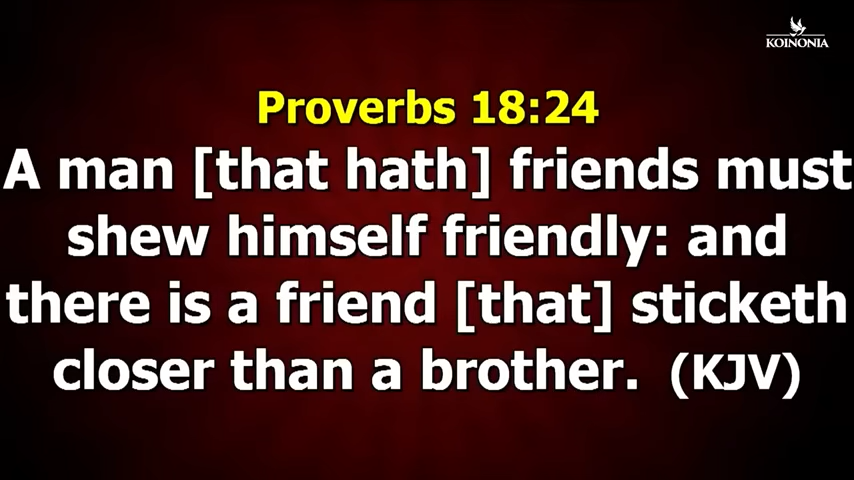 KOINONIA
Proverbs 18:24
A man [that hath] friends must
shew himself friendly: and
there is a friend [that] sticketh
closer than a brother. (KJV)